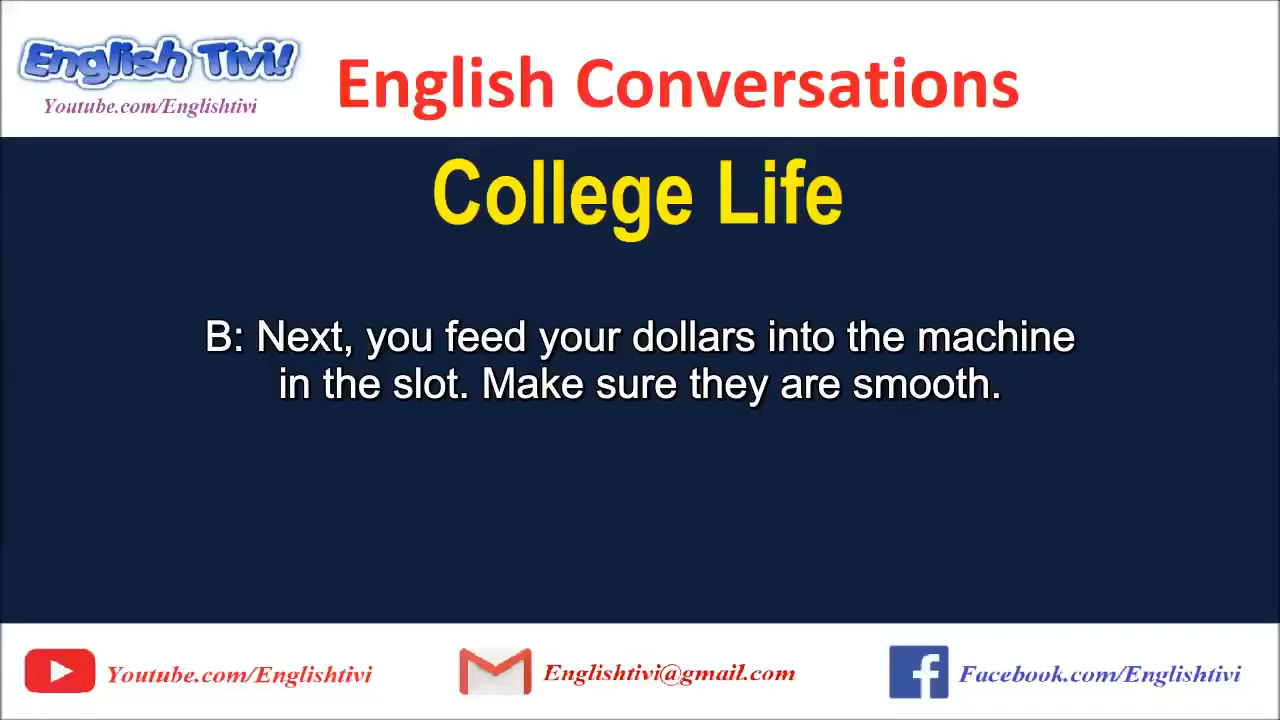 English Tivi!
Youtube.com/Englishtivi
English Conversations
College Life
B: Next, you feed your dollars into the machine
in the slot. Make sure they are smooth.
Youtube.com/Englishtivi
Englishtivi@gmail.com
Facebook.com/Englishtivi